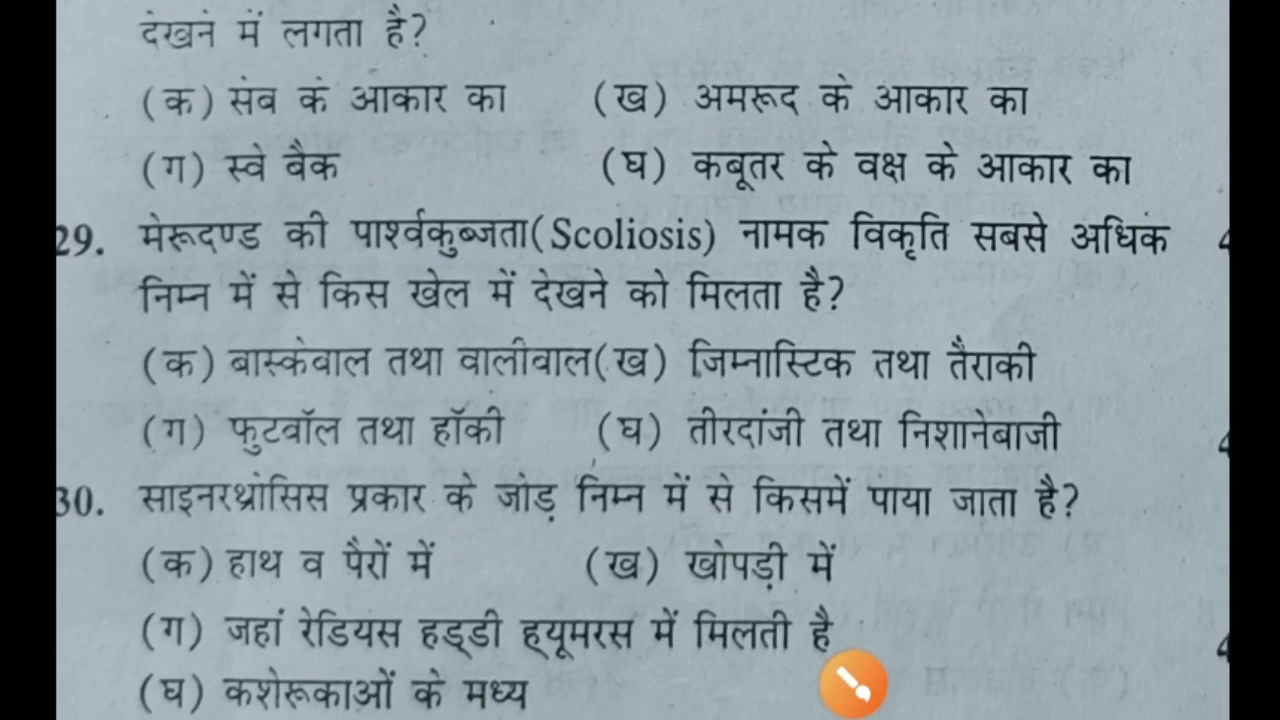 देखने में लगता है?
(क) सेब के आकार का (ख) अमरूद के आकार का
(ग) स्वे बैक (घ) कबूतर के वक्ष के आकार का
29. मेरूदण्ड की पार्श्वकुब्जता(Scoliosis) नामक विकृति सबसे अधिक
निम्न में से किस खेल में देखने को मिलता है?
(क) बास्केबाल तथा वालीवाल(ख) जिम्नास्टिक तथा तैराकी
(ग) फुटवॉल तथा हॉकी (घ) तीरदांजी तथा निशानेबाजी
30. साइनरथ्रोसिस प्रकार के जोड़ निम्न में से किसमें पाया जाता है?
(क) हाथ व पैरों में (ख) खोपड़ी में
(ग) जहां रेडियस हड्डी ह्यूमरस में मिलती है
(घ) कशेरूकाओं के मध्य